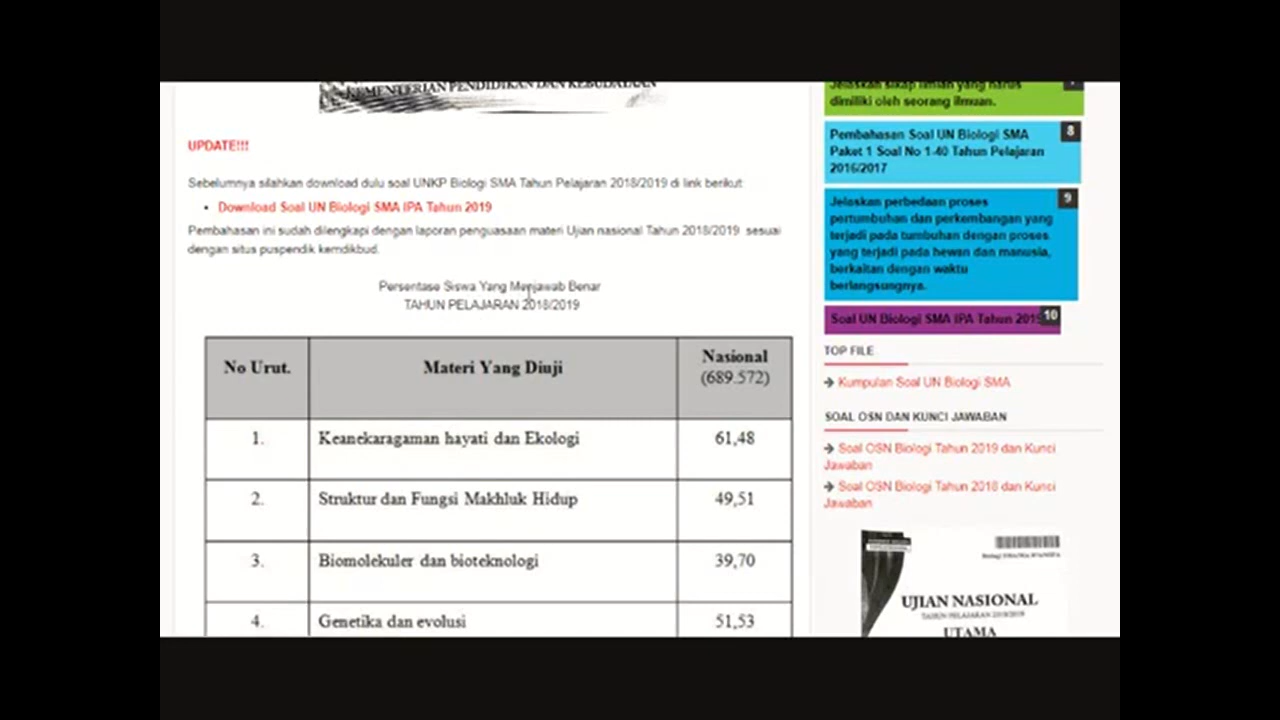 KEMENTERIAN PENDIDIKAN DAN KEBUDAYAAN
UPDATE!!!
Sebelumnya silahkan download dulu soal UNKP Biologi SMA Tahun Pelajaran 2018/2019 di link berikut
• Download Soal UN Biologi SMA IPA Tahun 2019
Pembahasan ini sudah dilengkapi dengan laporan penguasaan materi Ujian nasional Tahun 2018/2019 sesuai
dengan situs puspendik kemdikbud.
Persentase Siswa Yang Menjawab Benar
TAHUN PELAJARAN 2018/2019
No Urut. Materi Yang Diuji Nasional
(689.572)
1. Keanekaragaman hayati dan Ekologi 61,48
2. Struktur dan Fungsi Makhluk Hidup 49,51
3. Biomolekuler dan bioteknologi 39,70
4. Genetika dan evolusi 51,53
Jelaskan sikap ilmiah yang harus
dimiliki oleh seorang ilmuan.
Pembahasan Soal UN Biologi SMA 8
Paket 1 Soal No 1-40 Tahun Pelajaran
2016/2017
Jelaskan perbedaan proses 9
pertumbuhan dan perkembangan yang
terjadi pada tumbuhan dengan proses
yang terjadi pada hewan dan manusia,
berkaitan dengan waktu
berlangsungnya.
Soal UN Biologi SMA IPA Tahun 2019 10
TOP FILE
➔ Kumpulan Soal UN Biologi SMA
SOAL OSN DAN KUNCI JAWABAN
➔ Soal OSN Biologi Tahun 2019 dan Kunci
Jawaban
➔ Soal OSN Biologi Tahun 2018 dan Kunci
Jawaban
UJIAN NASIONAL
TAHUN PELAJARAN 2018/2019
UTAMA